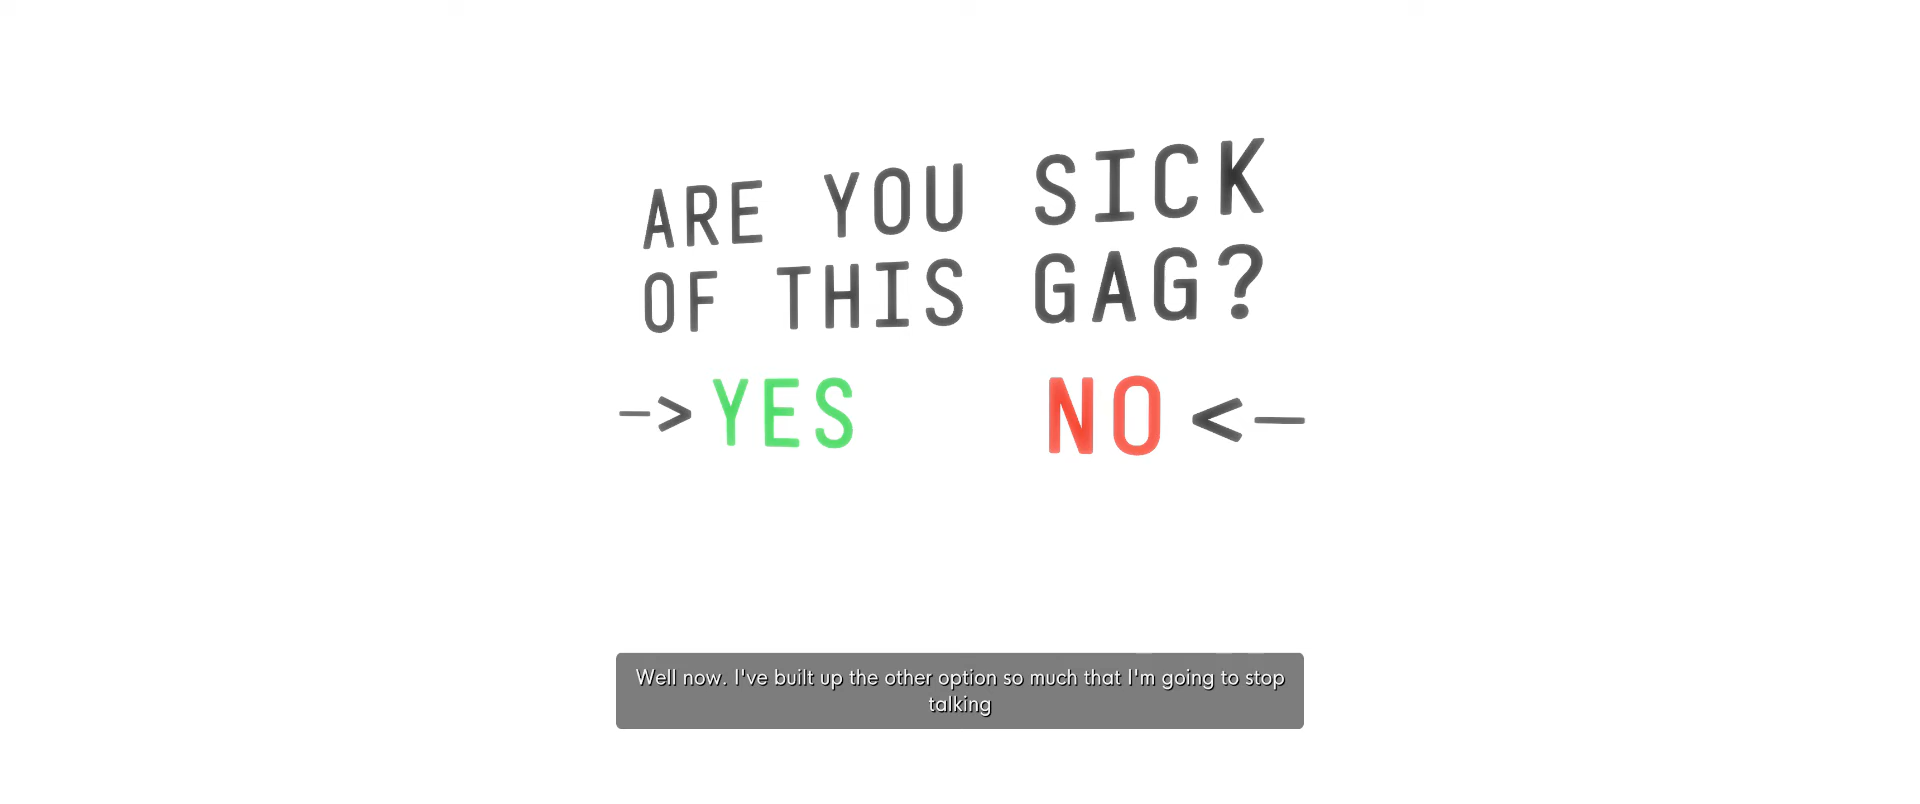 ARE YOU SICK
OF THIS GAG?
-> YES NO <-
Well now. I've built up the other option so much that I'm going to stop
talking